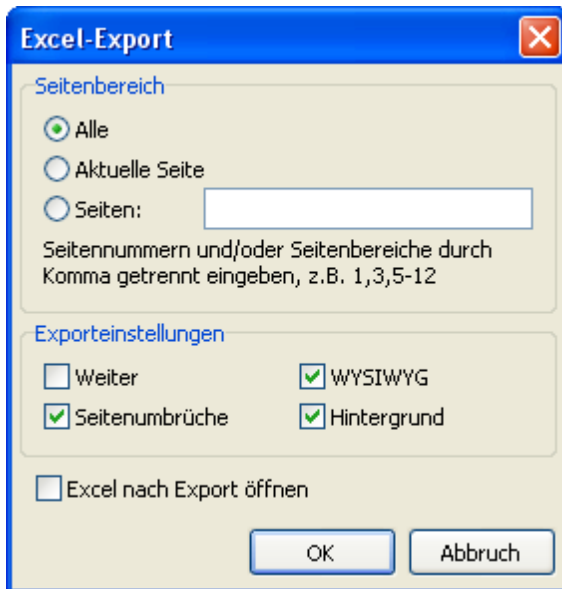 Excel-Export
Seitenbereich
Alle
Aktuelle Seite
Seiten:
Seitennummern und/oder Seitenbereiche durch
Komma getrennt eingeben, z.B. 1,3,5-12
Exporteinstellungen
Weiter WYSIWYG
Seitenumbrüche Hintergrund
Excel nach Export öffnen
OK Abbruch